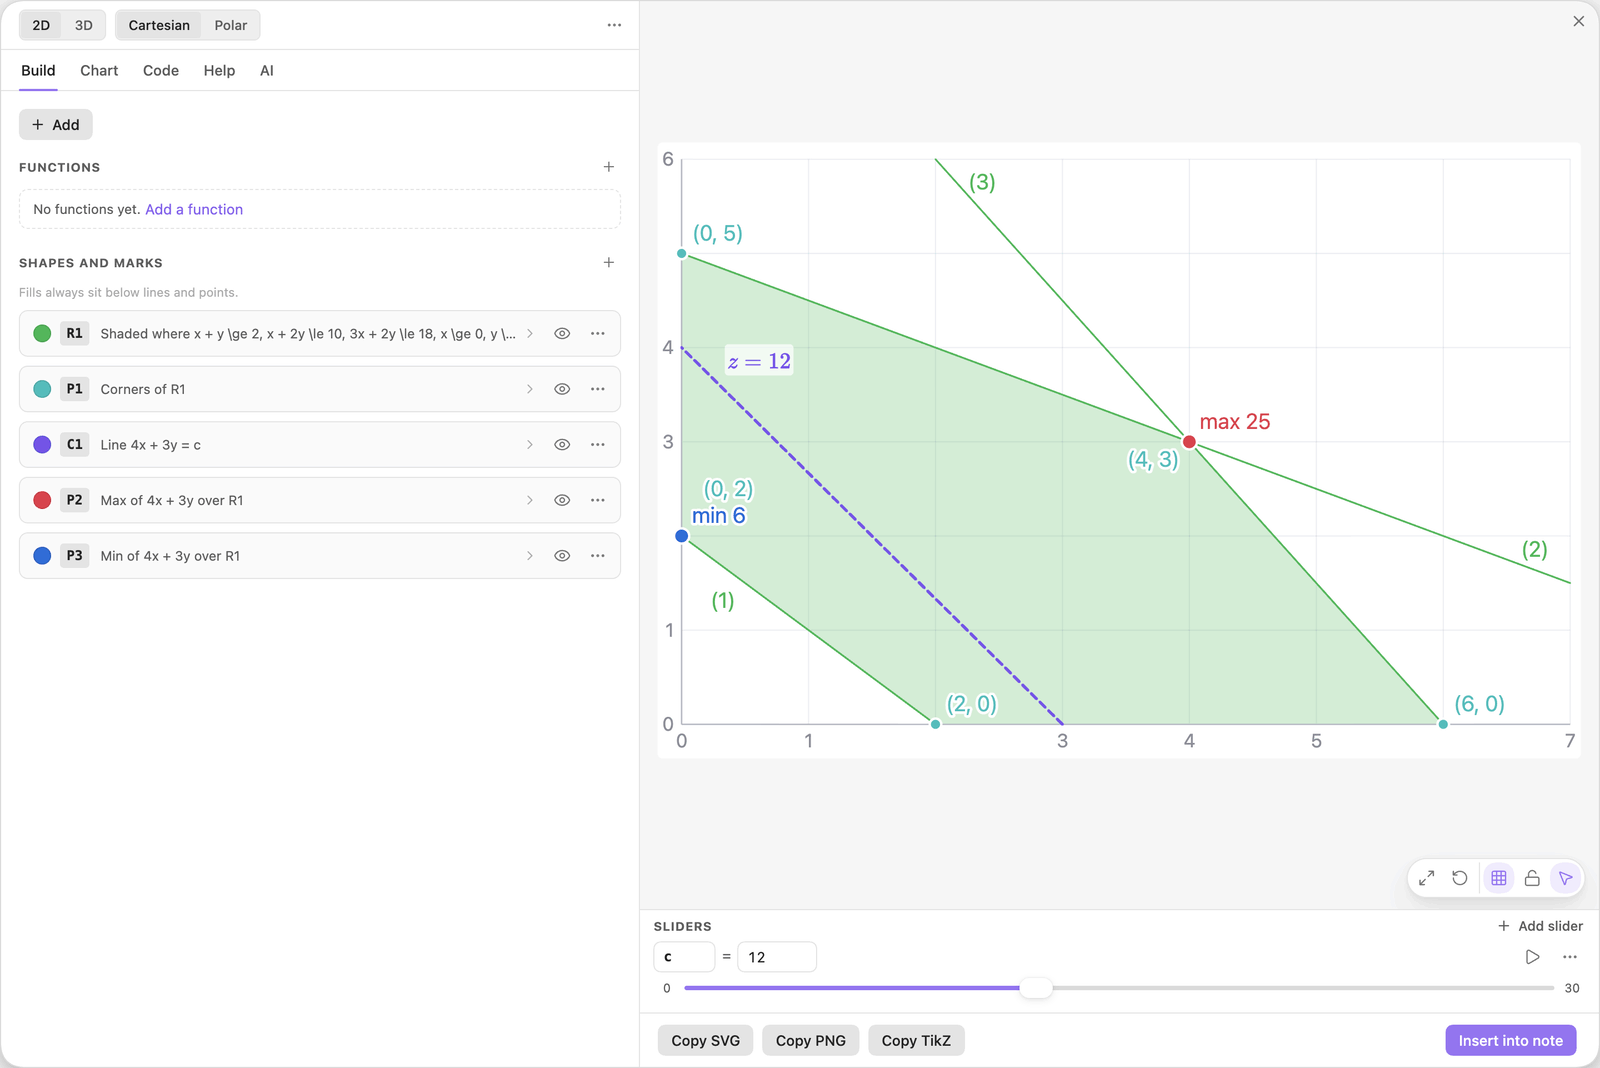 2D 3D Cartesian Polar
Build Chart Code Help AI
+ Add
FUNCTIONS
No functions yet. Add a function
SHAPES AND MARKS
Fills always sit below lines and points.
R1 Shaded where x + y \ge 2, x + 2y \le 10, 3x + 2y \le 18, x \ge 0, y \...
P1 Corners of R1
C1 Line 4x + 3y = c
P2 Max of 4x + 3y over R1
P3 Min of 4x + 3y over R1
6
(3)
(0, 5)
4
z = 12
max 25
3
(4, 3)
(0, 2)
min 6
(2)
(1)
1
(2, 0)
(6, 0)
0
0 1 3 4 5 7
SLIDERS
+ Add slider
c = 12
0 30
Copy SVG Copy PNG Copy TikZ
Insert into note